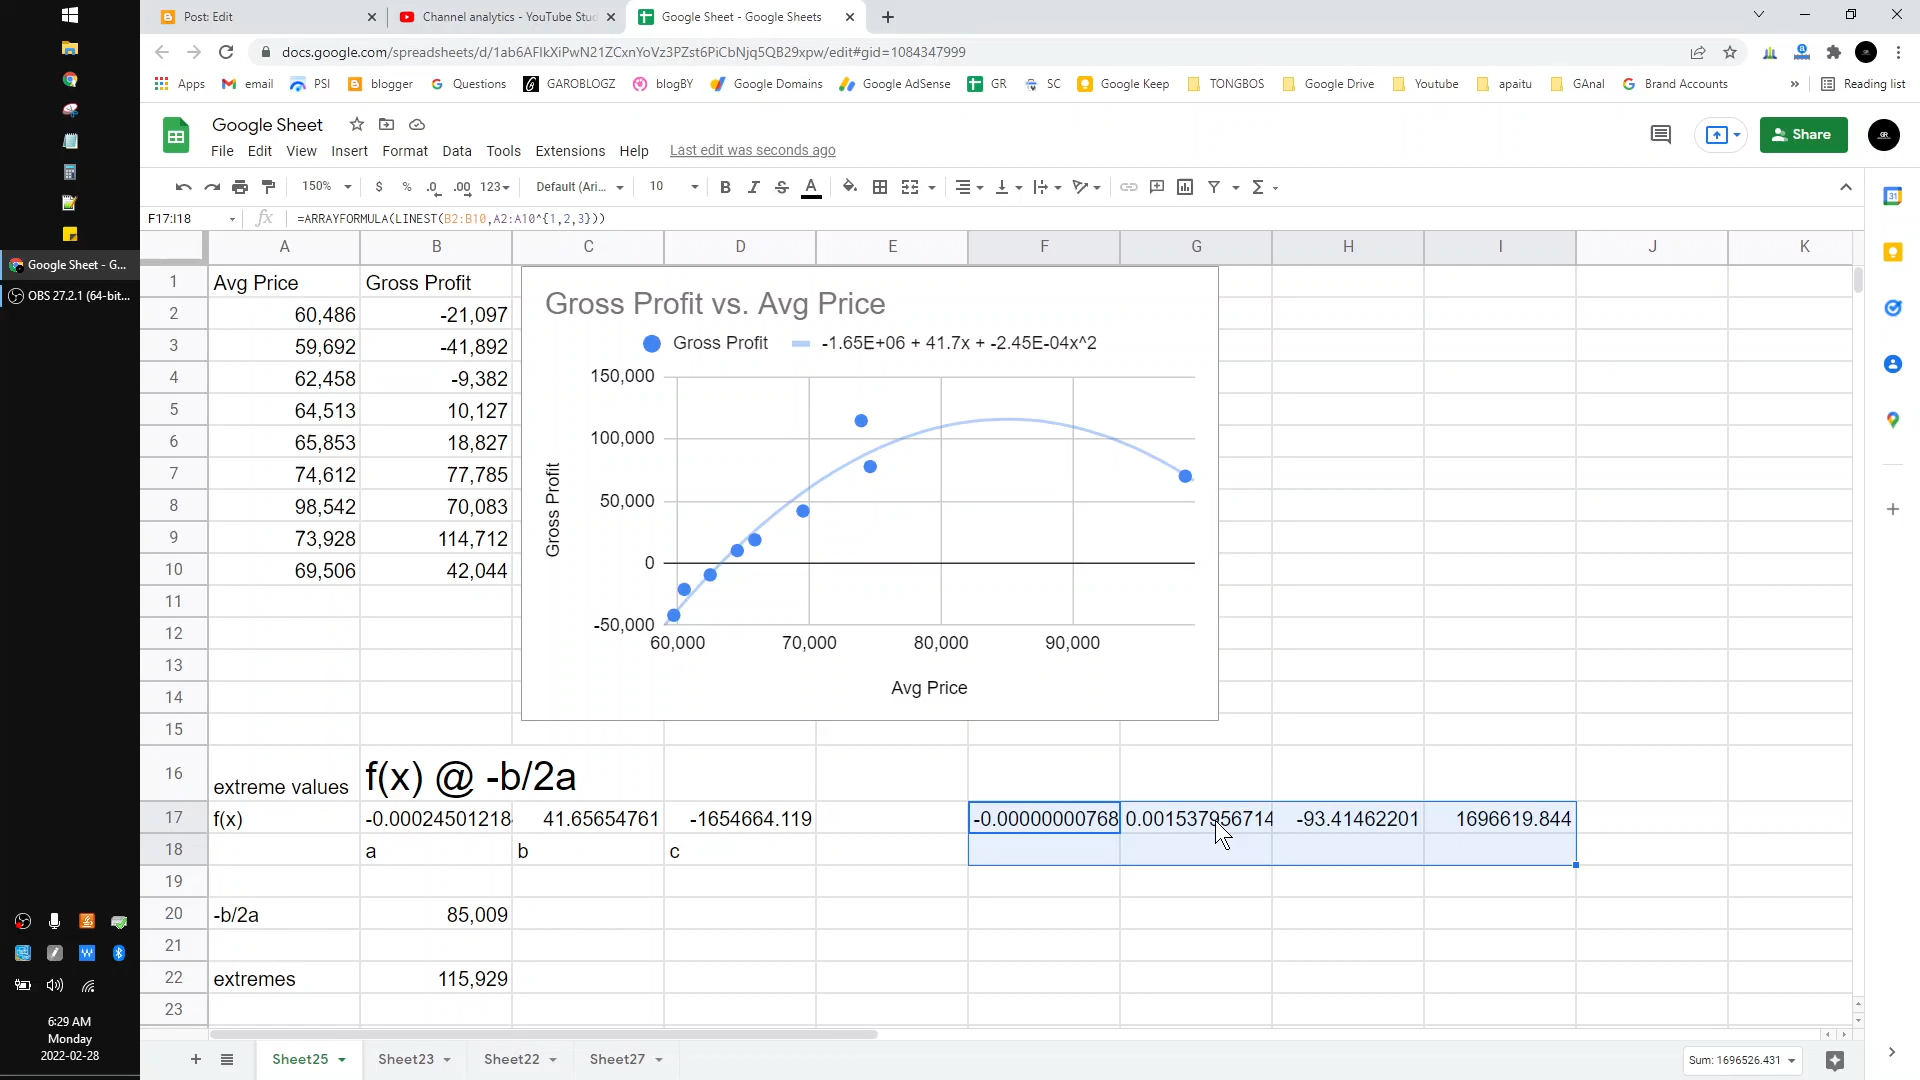 Post: Edit
Channel analytics - YouTube Stud
Google Sheet - Google Sheets
docs.google.com/spreadsheets/d/1ab6AFlkXiPwN21ZCxnYoVz3PZst6PiCbNjq5QB29xpw/edit#gid=1084347999
Apps email PSI blogger Questions GAROBLOGZ blogBY Google Domains Google AdSense GR SC Google Keep TONGBOS Google Drive Youtube apaitu GAnal Brand Accounts » Reading list
Google Sheet
File Edit View Insert Format Data Tools Extensions Help Last edit was seconds ago
Share
150% $ % .0 .00 123 Default (Ari... 10 B I S A
F17:I18 fx =ARRAYFORMULA(LINEST(B2:B10,A2:A10^{1,2,3}))
Google Sheet - G...
OBS 27.2.1 (64-bit...
A B C D E F G H I J K
1 Avg Price Gross Profit
2 60,486 -21,097
3 59,692 -41,892
4 62,458 -9,382
5 64,513 10,127
6 65,853 18,827
7 74,612 77,785
8 98,542 70,083
9 73,928 114,712
10 69,506 42,044
11
12
13
14
15
Gross Profit vs. Avg Price
Gross Profit -1.65E+06 + 41.7x + -2.45E-04x^2
150,000
100,000
50,000
0
-50,000
Gross Profit
60,000 70,000 80,000 90,000
Avg Price
16 extreme values f(x) @ -b/2a
17 f(x) -0.00024501218 41.65654761 -1654664.119 -0.00000000768 0.001537956714 -93.41462201 1696619.844
18 a b c
19
20 -b/2a 85,009
21
22 extremes 115,929
23
Sheet25 Sheet23 Sheet22 Sheet27
Sum: 1696526.431
6:29 AM
Monday
2022-02-28